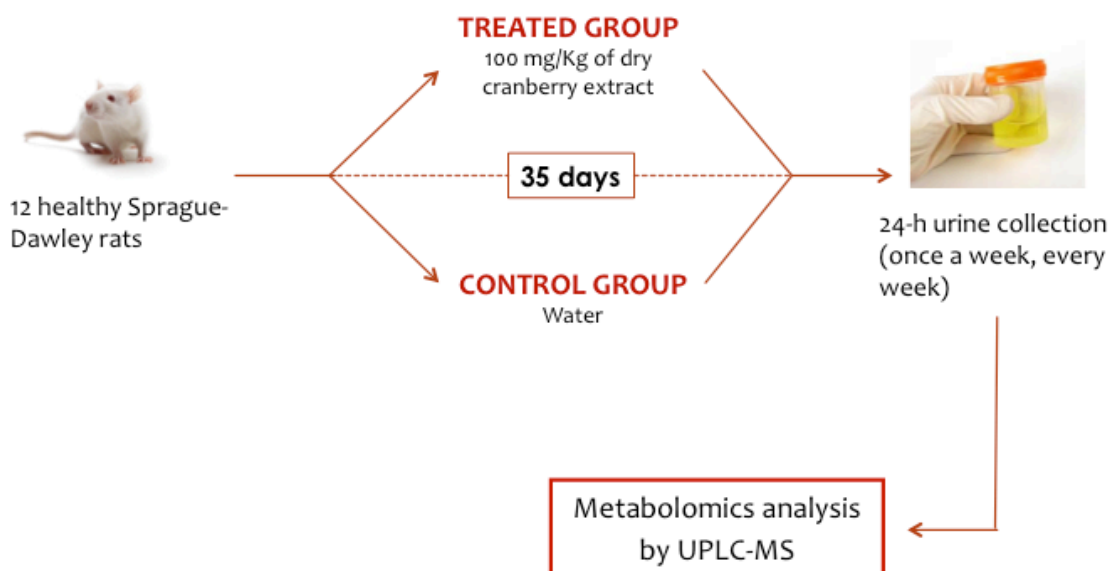 TREATED GROUP
100 mg/Kg of dry
cranberry extract
12 healthy Sprague-
Dawley rats
35 days
CONTROL GROUP
Water
24-h urine collection
(once a week, every
week)
Metabolomics analysis
by UPLC-MS